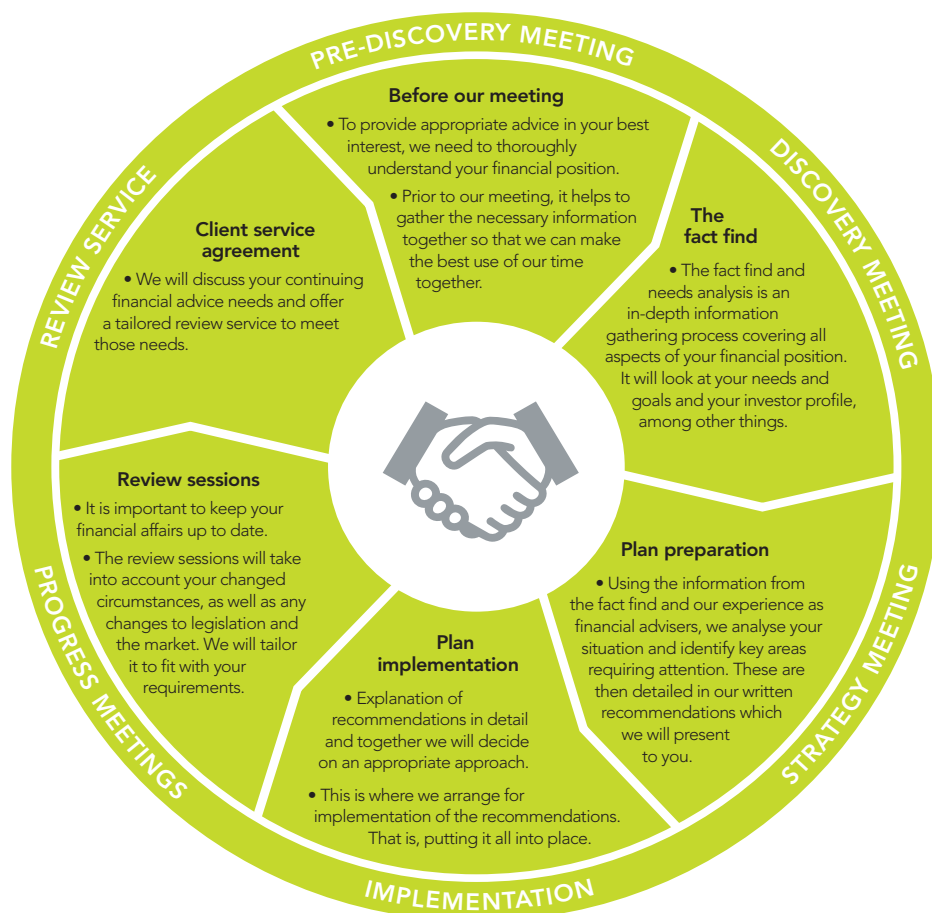 PRE-DISCOVERY MEETING
Before our meeting
• To provide appropriate advice in your best
interest, we need to thoroughly
understand your financial position.
• Prior to our meeting, it helps to
gather the necessary information
together so that we can make
the best use of our time
together.
DISCOVERY MEETING
The
fact find
• The fact find and
needs analysis is an
in-depth information
gathering process covering all
aspects of your financial position.
It will look at your needs and
goals and your investor profile,
among other things.
STRATEGY MEETING
Plan preparation
• Using the information from
the fact find and our experience as
financial advisers, we analyse your
situation and identify key areas
requiring attention. These are
then detailed in our written
recommendations which
we will present
to you.
IMPLEMENTATION
Plan
implementation
• Explanation of
recommendations in detail
and together we will decide
on an appropriate approach.
• This is where we arrange for
implementation of the recommendations.
That is, putting it all into place.
PROGRESS MEETINGS
Review sessions
• It is important to keep your
financial affairs up to date.
• The review sessions will take
into account your changed
circumstances, as well as any
changes to legislation and
the market. We will tailor
it to fit with your
requirements.
REVIEW SERVICE
Client service
agreement
• We will discuss your continuing
financial advice needs and offer
a tailored review service to meet
those needs.